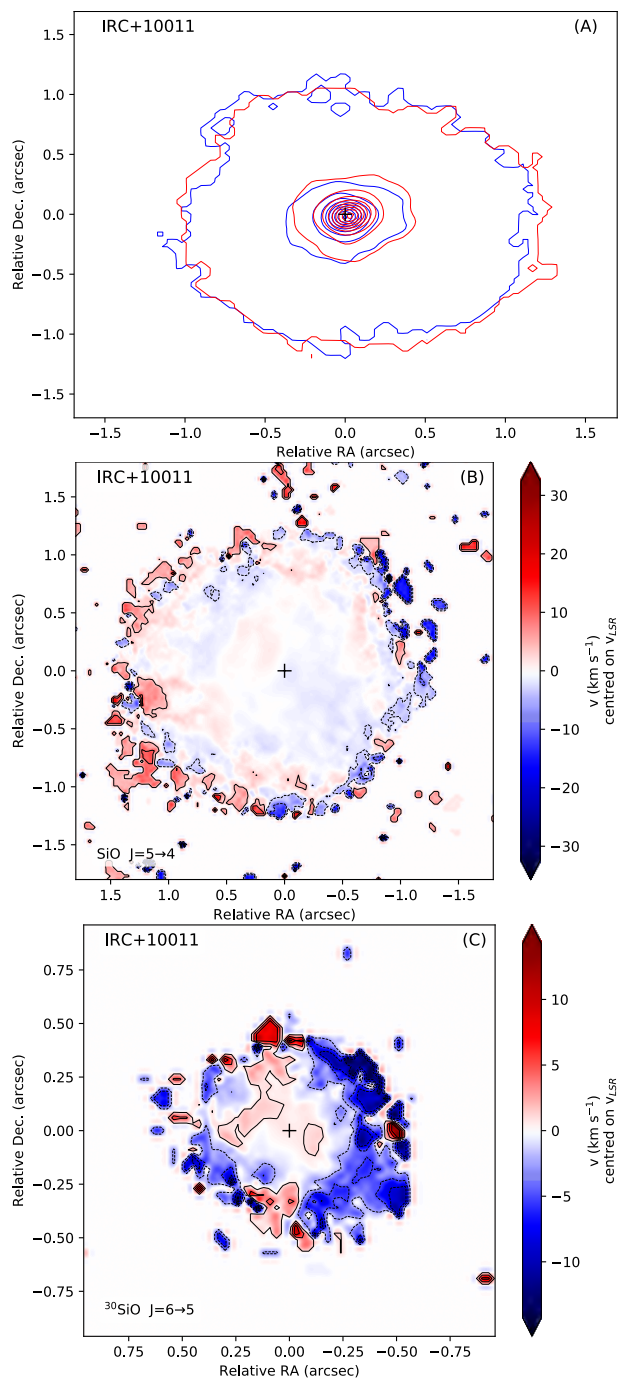 IRC+10011 (A)
1.5
1.0
0.5
0.0
−0.5
−1.0
−1.5
Relative Dec. (arcsec)
−1.5 −1.0 −0.5 0.0 0.5 1.0 1.5
Relative RA (arcsec)
IRC+10011 (B)
1.5
1.0
0.5
0.0
−0.5
−1.0
−1.5
Relative Dec. (arcsec)
SiO J=5→4
1.5 1.0 0.5 0.0 −0.5 −1.0 −1.5
Relative RA (arcsec)
30
20
10
0
−10
−20
−30
v (km s⁻¹)
centred on v_LSR
IRC+10011 (C)
0.75
0.50
0.25
0.00
−0.25
−0.50
−0.75
Relative Dec. (arcsec)
³⁰SiO J=6→5
0.75 0.50 0.25 0.00 −0.25 −0.50 −0.75
Relative RA (arcsec)
10
5
0
−5
−10
v (km s⁻¹)
centred on v_LSR